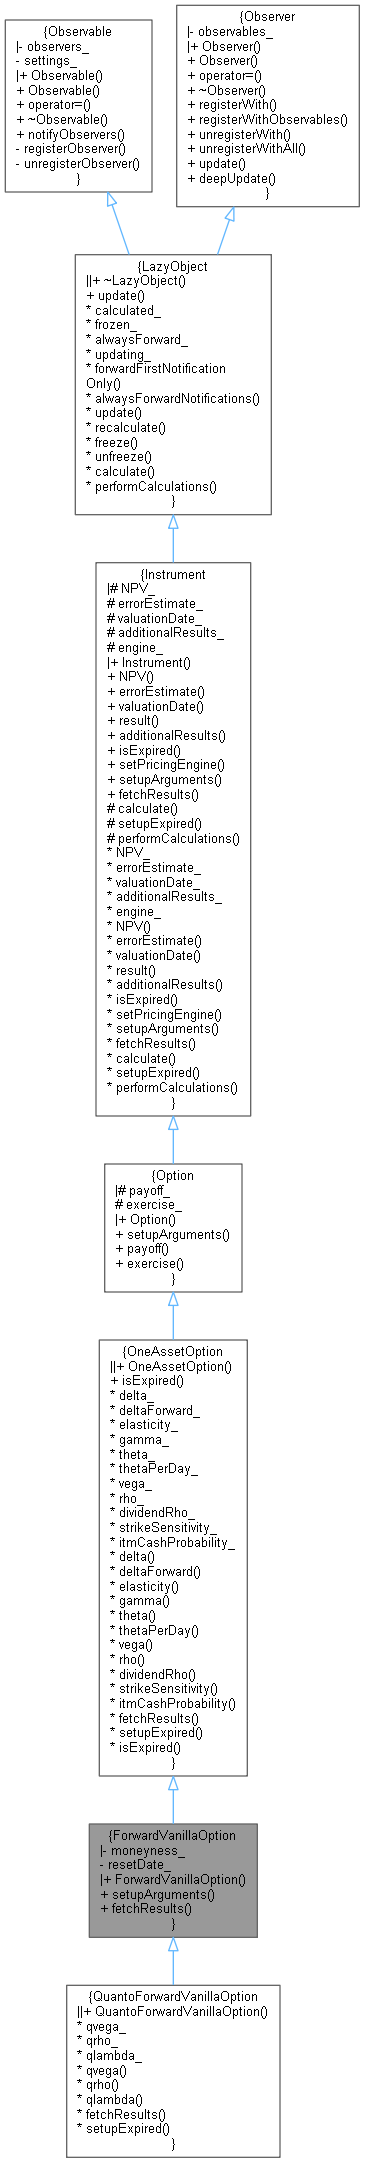 {Observable
|- observers_
- settings_
|+ Observable()
+ Observable()
+ operator=()
+ ~Observable()
+ notifyObservers()
- registerObserver()
- unregisterObserver()
}
{Observer
|- observables_
|+ Observer()
+ Observer()
+ operator=()
+ ~Observer()
+ registerWith()
+ registerWithObservables()
+ unregisterWith()
+ unregisterWithAll()
+ update()
+ deepUpdate()
}
{LazyObject
||+ ~LazyObject()
+ update()
* calculated_
* frozen_
* alwaysForward_
* updating_
* forwardFirstNotification
Only()
* alwaysForwardNotifications()
* update()
* recalculate()
* freeze()
* unfreeze()
* calculate()
* performCalculations()
}
{Instrument
|# NPV_
# errorEstimate_
# valuationDate_
# additionalResults_
# engine_
|+ Instrument()
+ NPV()
+ errorEstimate()
+ valuationDate()
+ result()
+ additionalResults()
+ isExpired()
+ setPricingEngine()
+ setupArguments()
+ fetchResults()
# calculate()
# setupExpired()
# performCalculations()
* NPV_
* errorEstimate_
* valuationDate_
* additionalResults_
* engine_
* NPV()
* errorEstimate()
* valuationDate()
* result()
* additionalResults()
* isExpired()
* setPricingEngine()
* setupArguments()
* fetchResults()
* calculate()
* setupExpired()
* performCalculations()
}
{Option
|# payoff_
# exercise_
|+ Option()
+ setupArguments()
+ payoff()
+ exercise()
}
{OneAssetOption
||+ OneAssetOption()
+ isExpired()
* delta_
* deltaForward_
* elasticity_
* gamma_
* theta_
* thetaPerDay_
* vega_
* rho_
* dividendRho_
* strikeSensitivity_
* itmCashProbability_
* delta()
* deltaForward()
* elasticity()
* gamma()
* theta()
* thetaPerDay()
* vega()
* rho()
* dividendRho()
* strikeSensitivity()
* itmCashProbability()
* fetchResults()
* setupExpired()
* isExpired()
}
{ForwardVanillaOption
|- moneyness_
- resetDate_
|+ ForwardVanillaOption()
+ setupArguments()
+ fetchResults()
}
{QuantoForwardVanillaOption
||+ QuantoForwardVanillaOption()
* qvega_
* qrho_
* qlambda_
* qvega()
* qrho()
* qlambda()
* fetchResults()
* setupExpired()
}